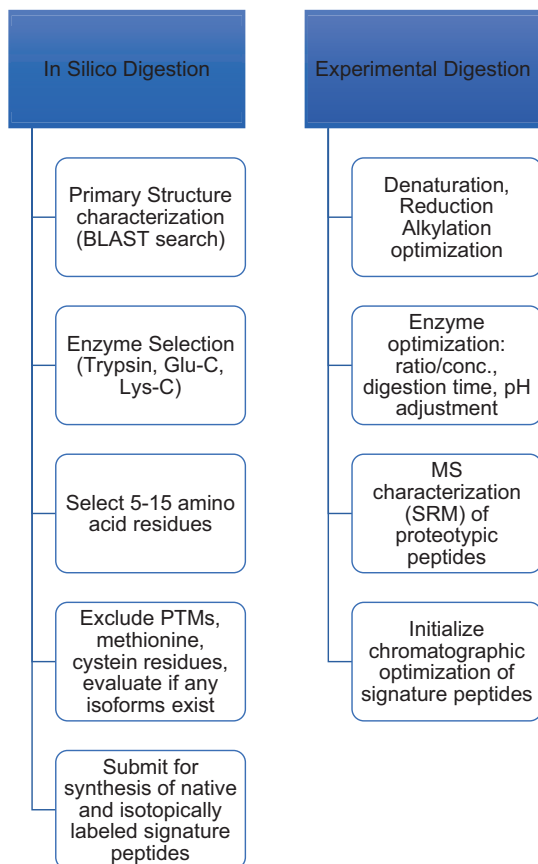 In Silico Digestion
Primary Structure
characterization
(BLAST search)
Enzyme Selection
(Trypsin, Glu-C,
Lys-C)
Select 5-15 amino
acid residues
Exclude PTMs,
methionine,
cystein residues,
evaluate if any
isoforms exist
Submit for
synthesis of native
and isotopically
labeled signature
peptides
Experimental Digestion
Denaturation,
Reduction
Alkylation
optimization
Enzyme
optimization:
ratio/conc.,
digestion time, pH
adjustment
MS
characterization
(SRM) of
proteotypic
peptides
Initialize
chromatographic
optimization of
signature peptides